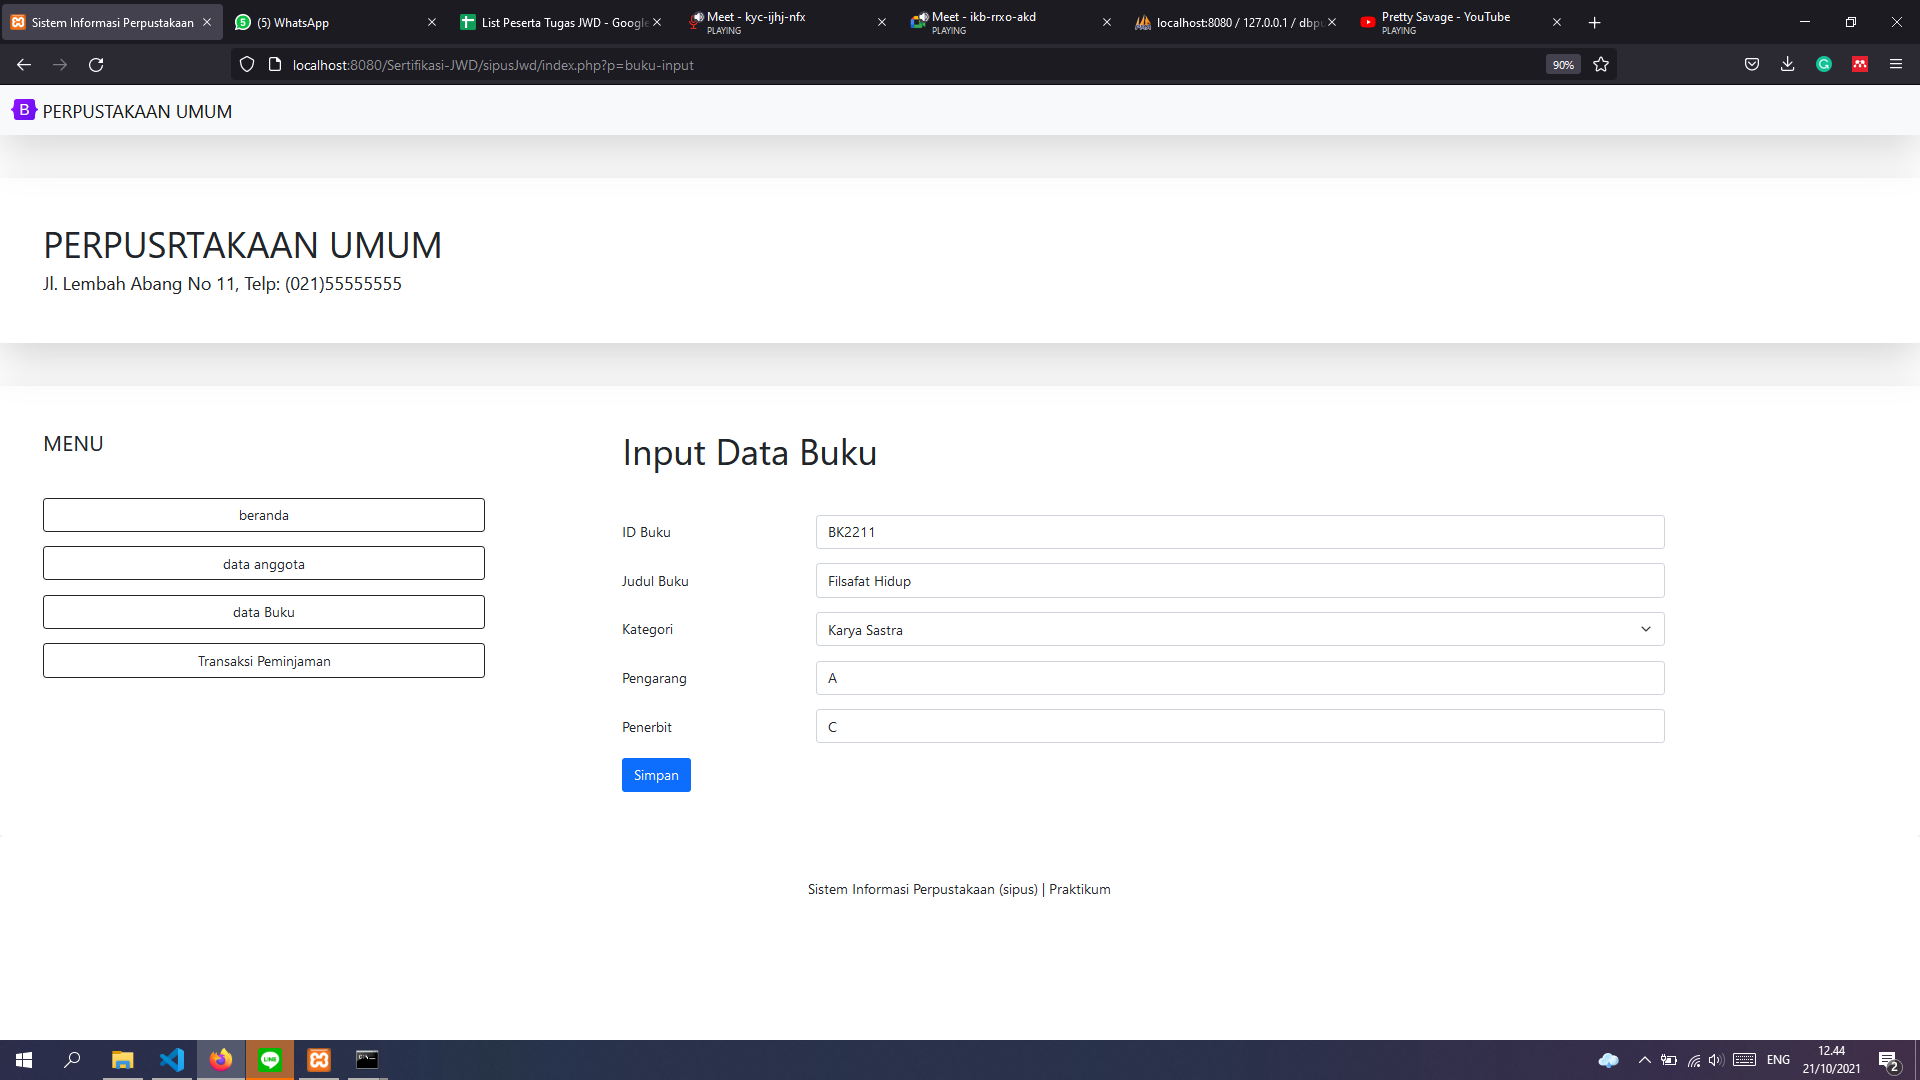 Sistem Informasi Perpustakaan
(5) WhatsApp
List Peserta Tugas JWD - Google
Meet - kyc-ijhj-nfx
PLAYING
Meet - ikb-rrxo-akd
PLAYING
localhost:8080 / 127.0.0.1 / dbpu
Pretty Savage - YouTube
PLAYING
localhost:8080/Sertifikasi-JWD/sipusJwd/index.php?p=buku-input
90%
B PERPUSTAKAAN UMUM
PERPUSRTAKAAN UMUM
Jl. Lembah Abang No 11, Telp: (021)55555555
MENU
beranda
data anggota
data Buku
Transaksi Peminjaman
Input Data Buku
ID Buku BK2211
Judul Buku Filsafat Hidup
Kategori Karya Sastra
Pengarang A
Penerbit C
Simpan
Sistem Informasi Perpustakaan (sipus) | Praktikum
LINE
ENG
12.44
21/10/2021
2